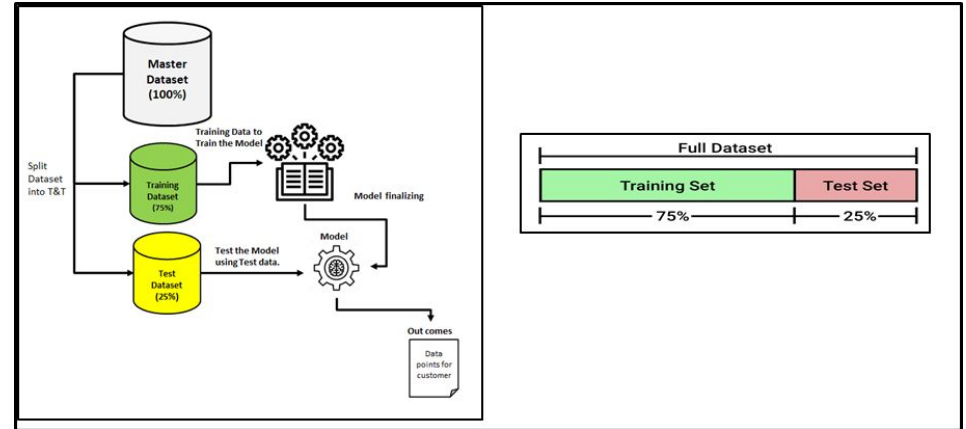 Master
Dataset
(100%)
Split
Dataset
into T&T
Training
Dataset
(75%)
Training Data to
Train the Model
Model finalizing
Test
Dataset
(25%)
Test the Model
using Test data.
Model
Out comes
Data
points for
customer
Full Dataset
Training Set
Test Set
75%
25%